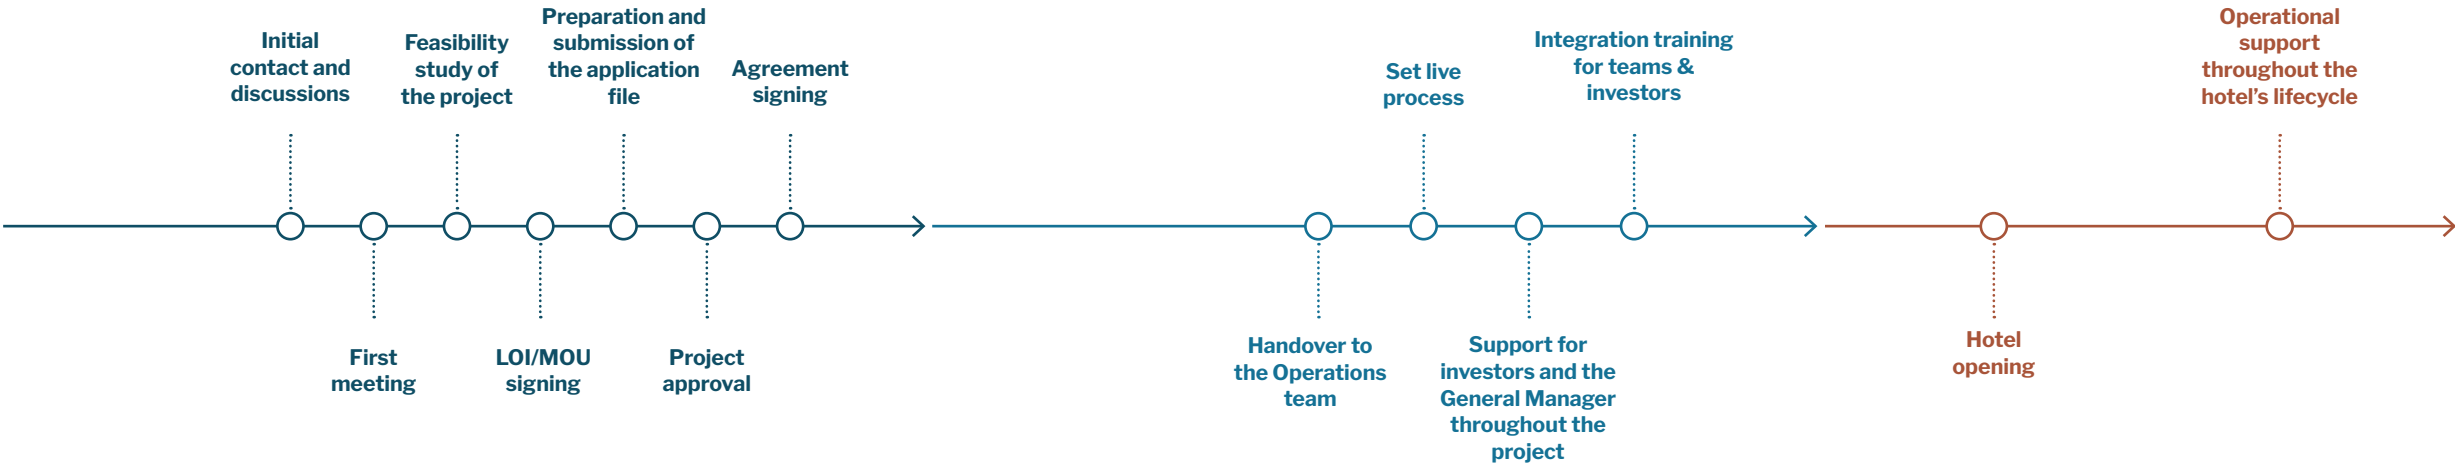 Initial
contact and
discussions
First
meeting
Feasibility
study of
the project
LOI/MOU
signing
Preparation and
submission of
the application
file
Project
approval
Agreement
signing
Handover to
the Operations
team
Set live
process
Support for
investors and the
General Manager
throughout the
project
Integration training
for teams &
investors
Hotel
opening
Operational
support
throughout the
hotel’s lifecycle